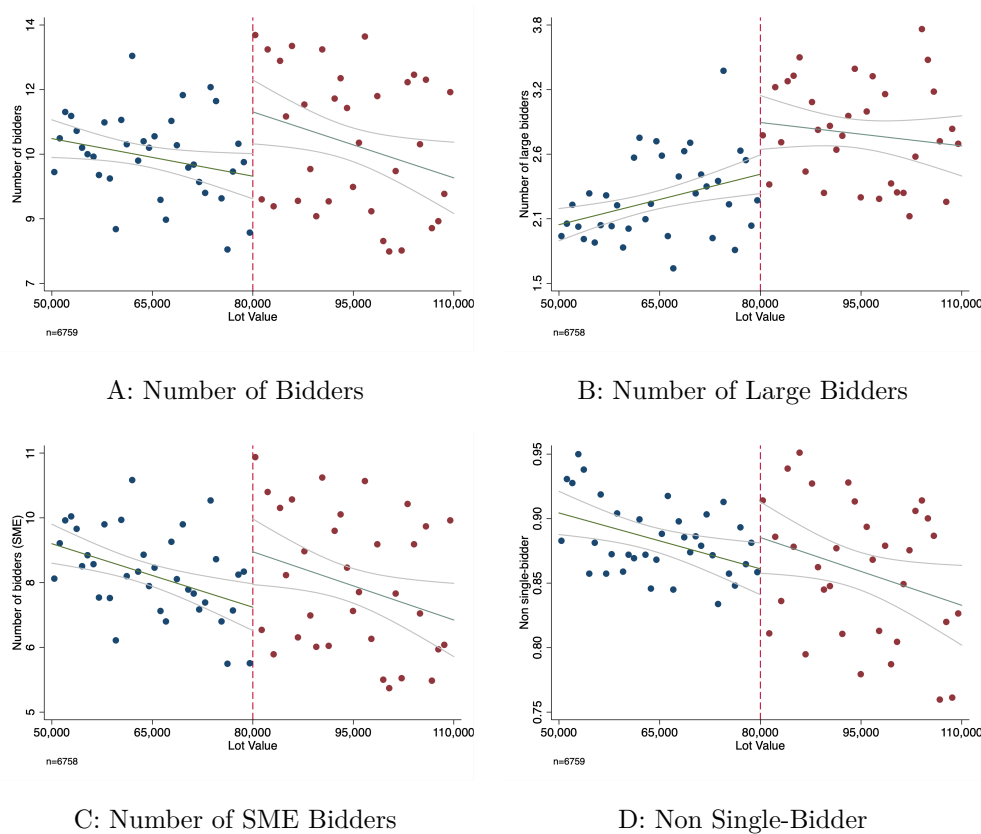 Number of bidders
14
12
10
9
7
50,000 65,000 80,000 95,000 110,000
Lot Value
n=6759
A: Number of Bidders
Number of large bidders
3.8
3.2
2.6
2.1
1.5
50,000 65,000 80,000 95,000 110,000
Lot Value
n=6758
B: Number of Large Bidders
Number of bidders (SME)
11
10
8
6
5
50,000 65,000 80,000 95,000 110,000
Lot Value
n=6758
C: Number of SME Bidders
Non single-bidder
0.95
0.90
0.85
0.80
0.75
50,000 65,000 80,000 95,000 110,000
Lot Value
n=6759
D: Non Single-Bidder